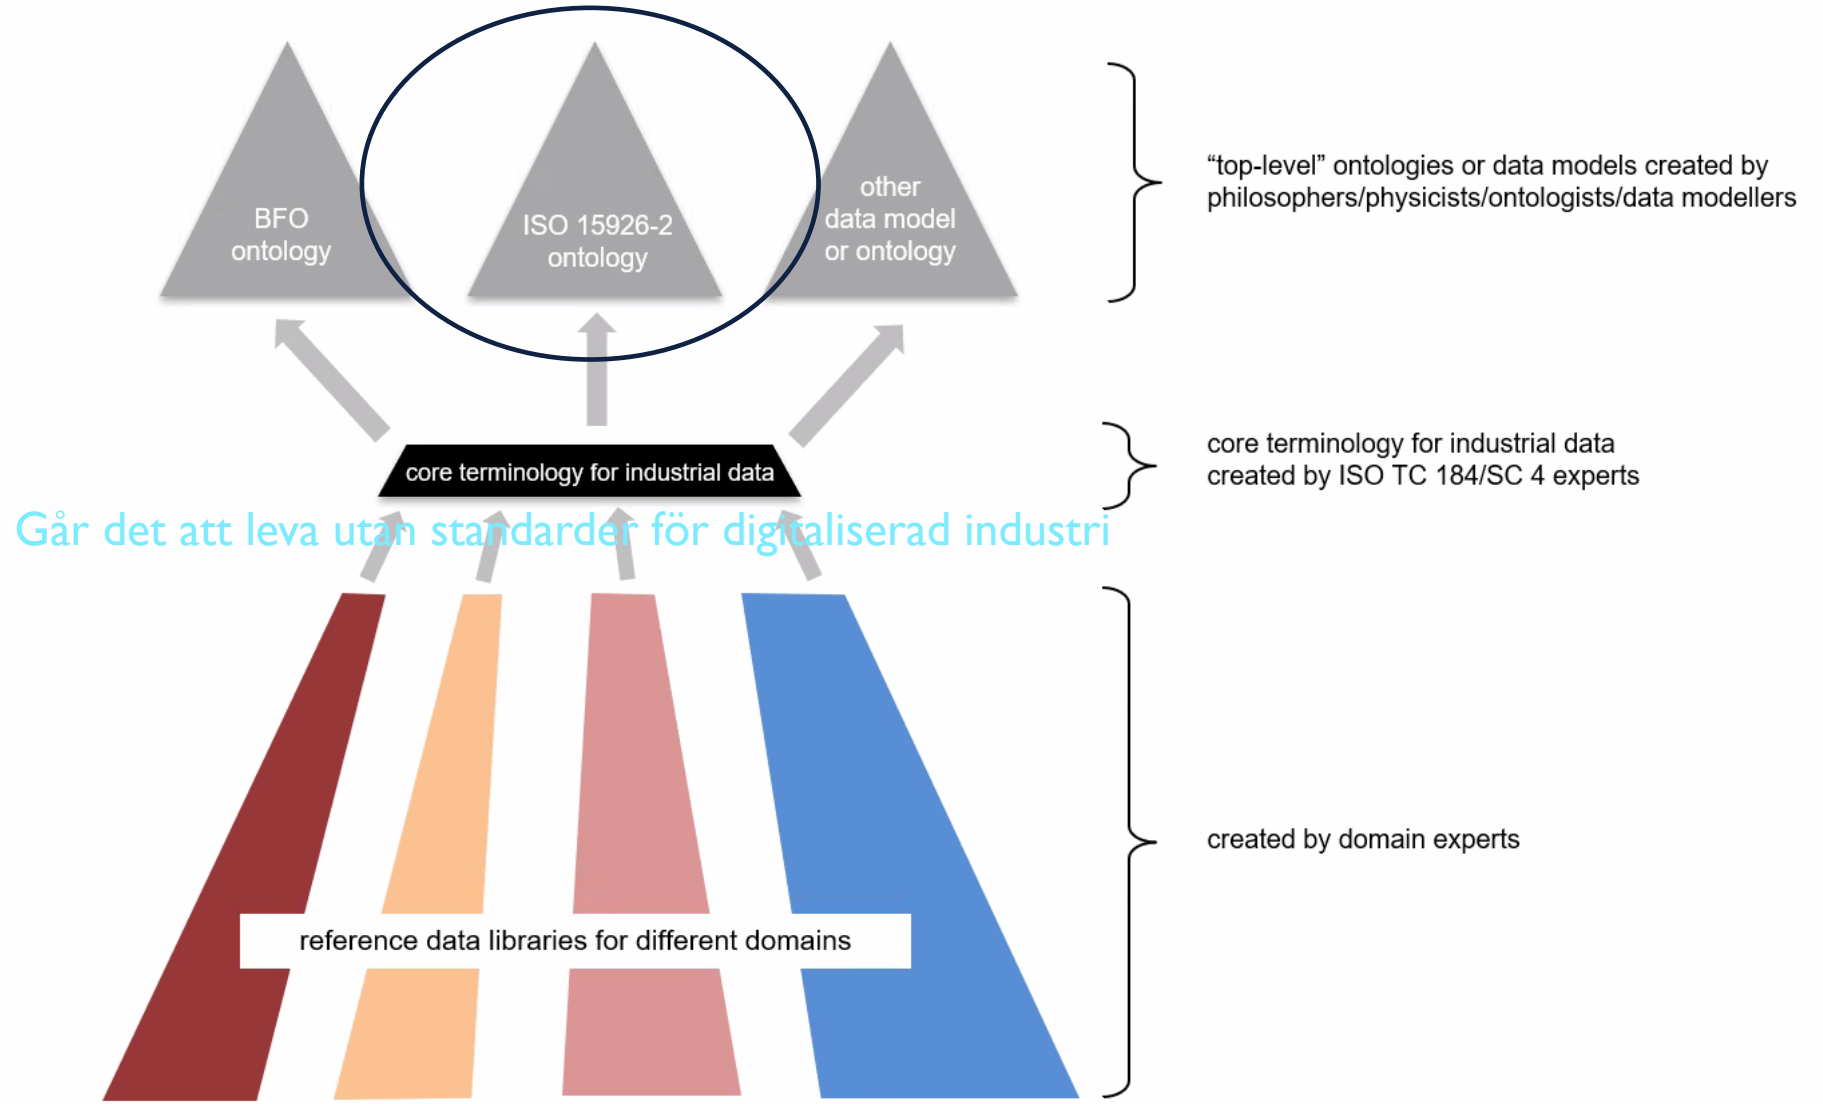 BFO
ontology
ISO 15926-2
ontology
other
data model
or ontology
“top-level” ontologies or data models created by
philosophers/physicists/ontologists/data modellers
core terminology for industrial data
core terminology for industrial data
created by ISO TC 184/SC 4 experts
Går det att leva utan standarder för digitaliserad industri
created by domain experts
reference data libraries for different domains